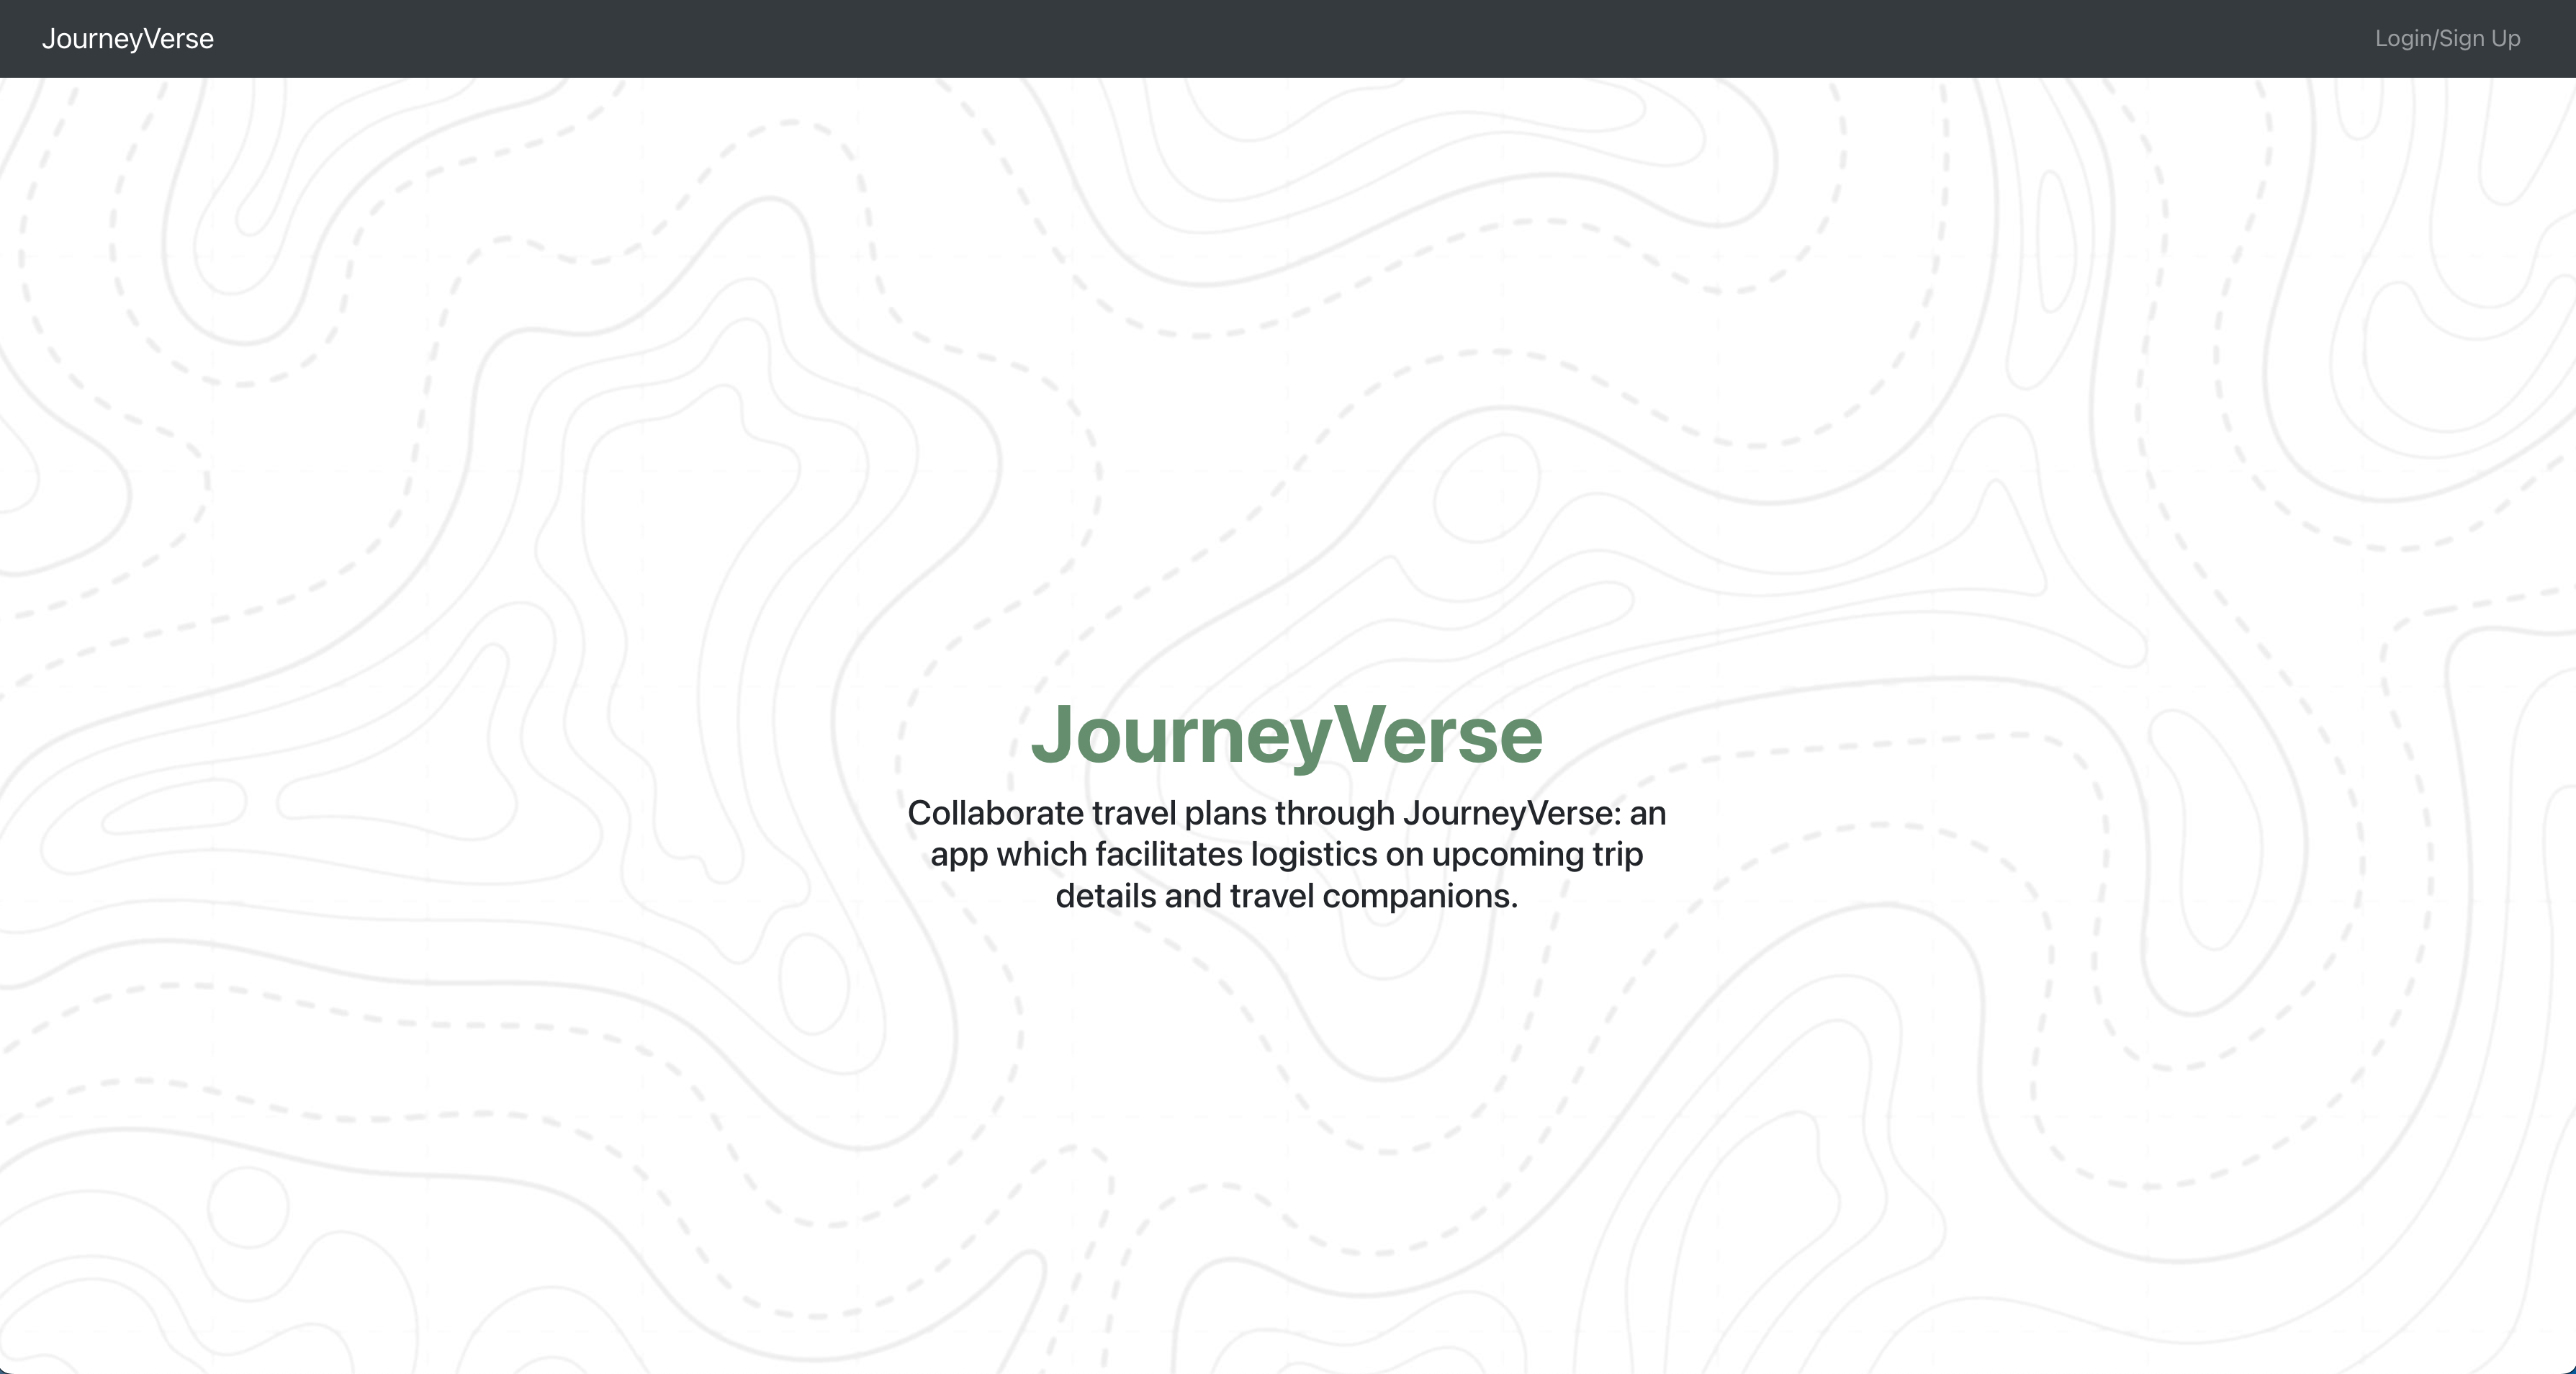 JourneyVerse
Login/Sign Up
JourneyVerse
Collaborate travel plans through JourneyVerse: an
app which facilitates logistics on upcoming trip
details and travel companions.